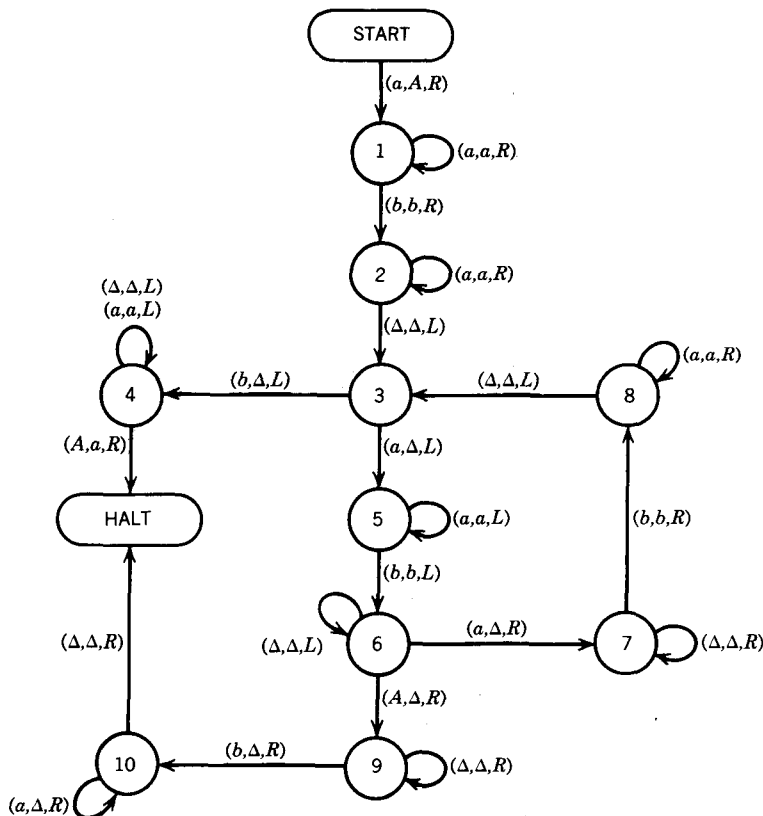 START
(a,A,R)
1
(a,a,R)
(b,b,R)
2
(a,a,R)
(Δ,Δ,L)
(a,a,L)
(Δ,Δ,L)
(a,a,R)
4
(b,Δ,L)
3
(Δ,Δ,L)
8
(A,a,R)
(a,Δ,L)
HALT
5
(a,a,L)
(b,b,R)
(b,b,L)
(Δ,Δ,R)
(Δ,Δ,L)
6
(a,Δ,R)
7
(Δ,Δ,R)
(A,Δ,R)
10
(b,Δ,R)
9
(Δ,Δ,R)
(a,Δ,R)